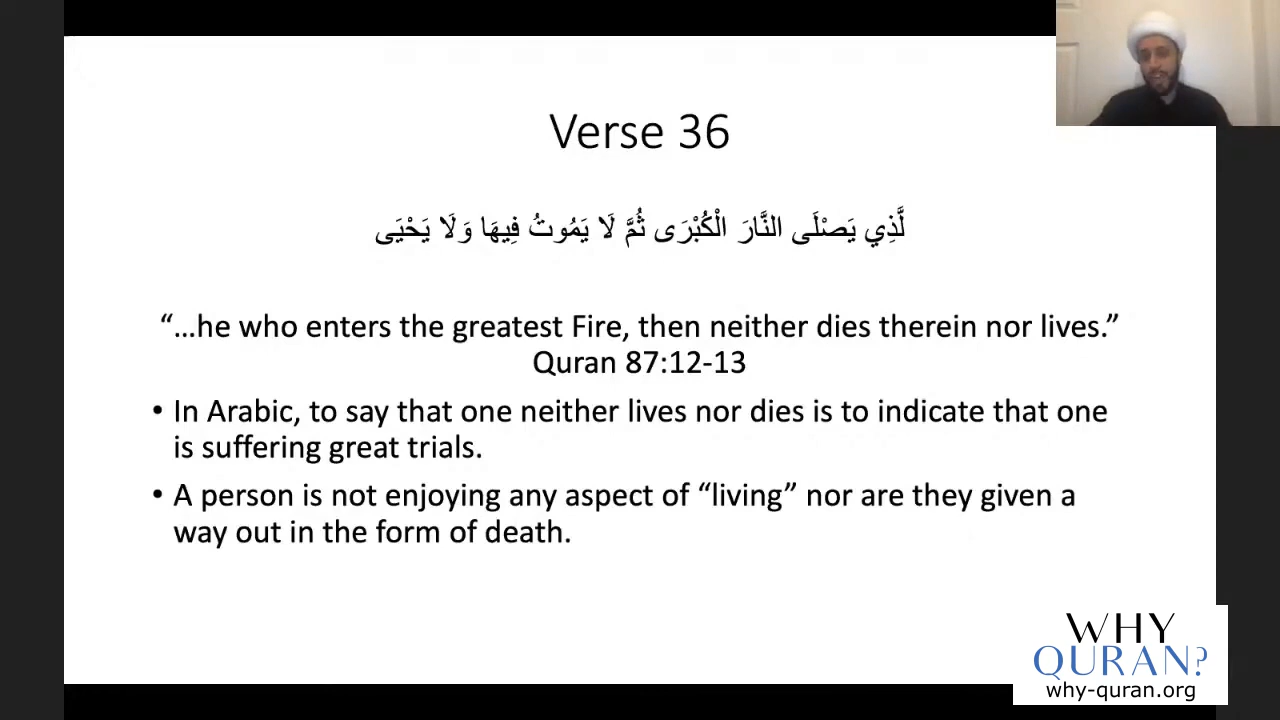 Verse 36
لَّذِي يَصْلَى النَّارَ الْكُبْرَى ثُمَّ لَا يَمُوتُ فِيهَا وَلَا يَحْيَى
“…he who enters the greatest Fire, then neither dies therein nor lives.”
Quran 87:12-13
• In Arabic, to say that one neither lives nor dies is to indicate that one
is suffering great trials.
• A person is not enjoying any aspect of “living” nor are they given a
way out in the form of death.
WHY
QURAN?
why-quran.org